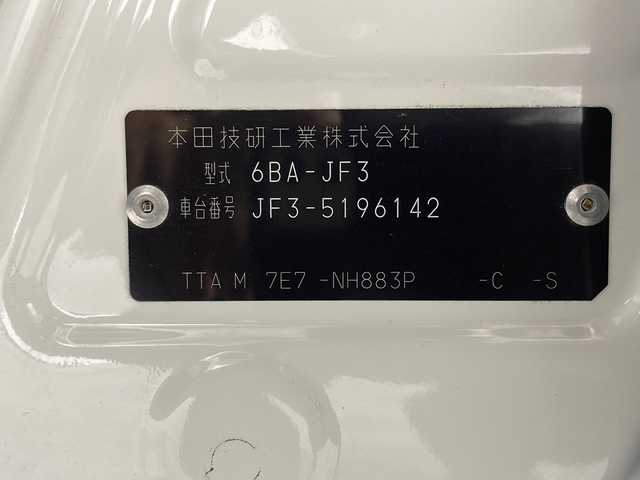 本田技研工業株式会社
型式 6BA-JF3
車台番号 JF3-5196142
TTA M 7E7 -NH883P -C -S